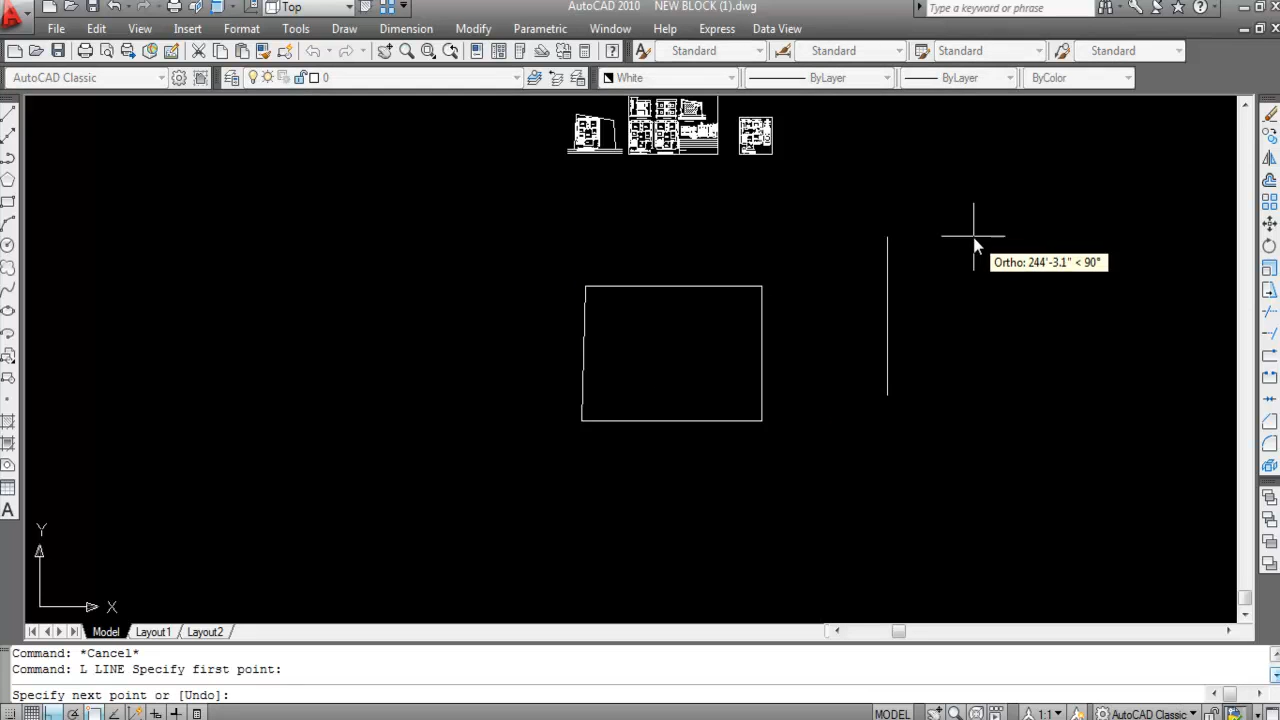 Top
AutoCAD 2010 NEW BLOCK (1).dwg
Type a keyword or phrase
File Edit View Insert Format Tools Draw Dimension Modify Parametric Window Help Express Data View
Standard Standard Standard Standard
AutoCAD Classic 0 White ByLayer ByLayer ByColor
Ortho: 244'-3.1" < 90°
Y
X
Model Layout1 Layout2
Command: *Cancel*
Command: L LINE Specify first point:
Specify next point or [Undo]:
MODEL 1:1 AutoCAD Classic